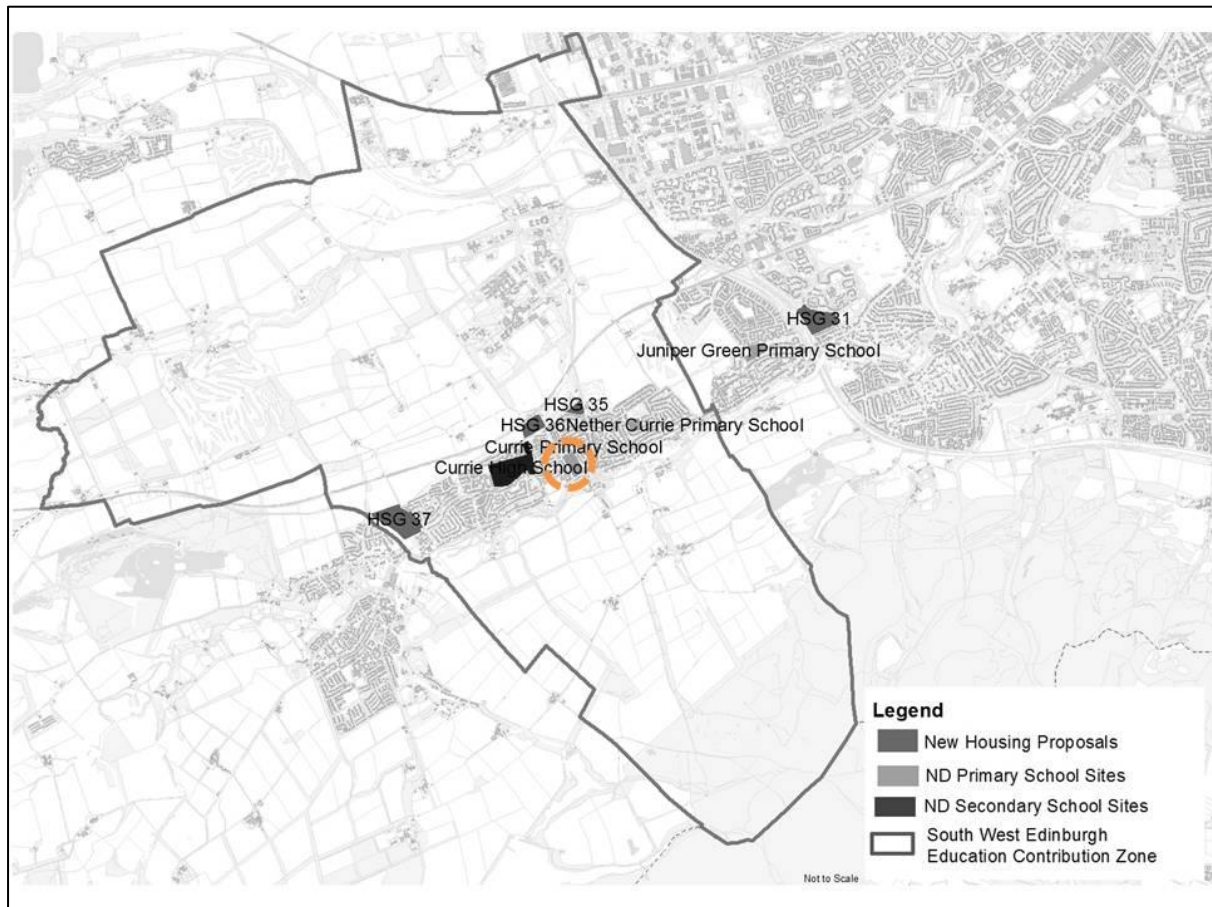 HSG 31
Juniper Green Primary School
HSG 35
HSG 36
Nether Currie Primary School
Currie Primary School
Currie High School
HSG 37
Legend
New Housing Proposals
ND Primary School Sites
ND Secondary School Sites
South West Edinburgh
Education Contribution Zone
Not to Scale